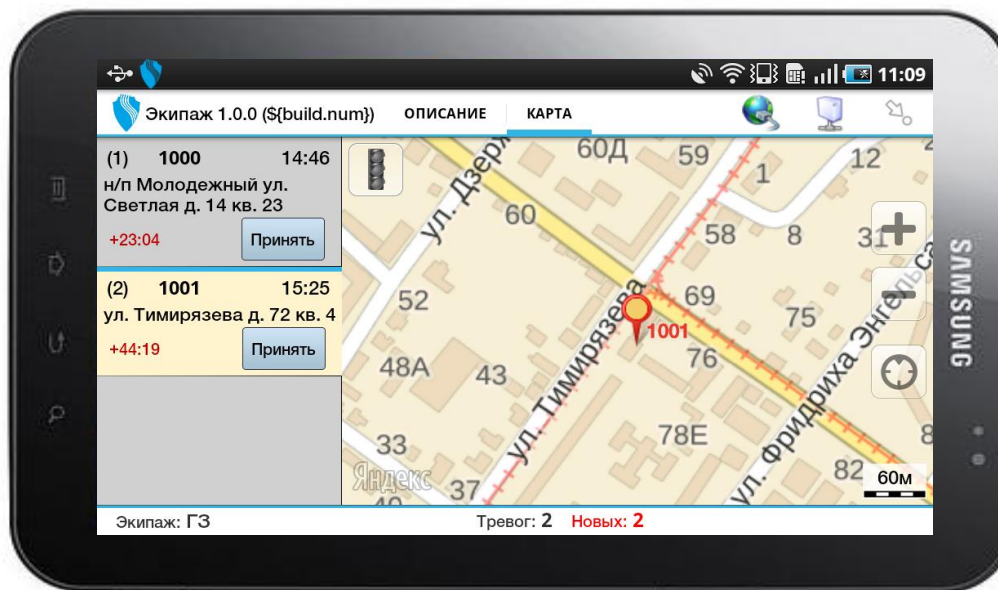 11:09
Экипаж 1.0.0 (${build.num})
ОПИСАНИЕ
КАРТА
(1) 1000 14:46
н/п Молодежный ул.
Светлая д. 14 кв. 23
+23:04
Принять
(2) 1001 15:25
ул. Тимирязева д. 72 кв. 4
+44:19
Принять
60Д
59
1
12
60
58
8
31
52
69
75
1001
76
48А
43
78Е
33
37
82
8
ул. Тимирязева
Яндекс
60м
Экипаж: ГЗ
Тревог: 2 Новых: 2
SAMSUNG